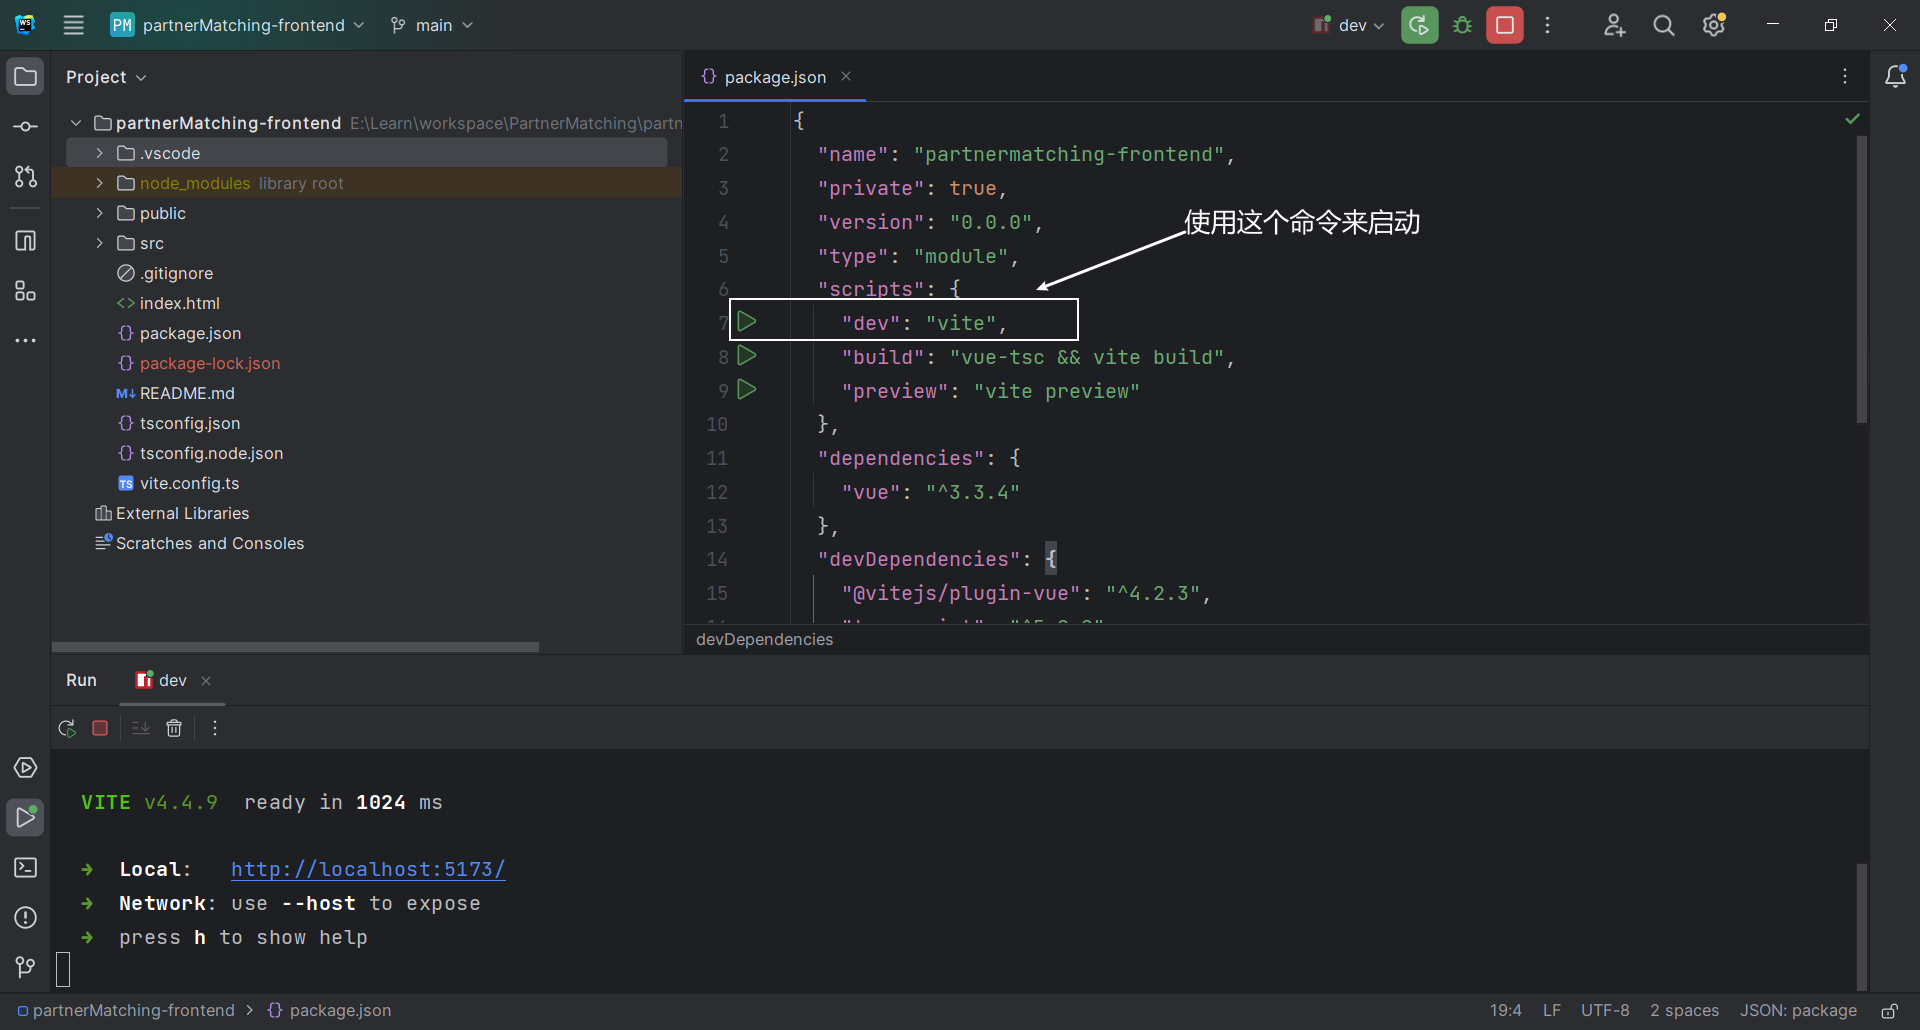 WS
PM partnerMatching-frontend main dev
Project
package.json
partnerMatching-frontend E:\Learn\workspace\PartnerMatching\partn
.vscode
node_modules library root
public
src
.gitignore
index.html
package.json
package-lock.json
README.md
tsconfig.json
tsconfig.node.json
TS vite.config.ts
External Libraries
Scratches and Consoles
1 {
2 "name": "partnermatching-frontend",
3 "private": true,
4 "version": "0.0.0",
使用这个命令来启动
5 "type": "module",
6 "scripts": {
7 "dev": "vite",
8 "build": "vue-tsc && vite build",
9 "preview": "vite preview"
10 },
11 "dependencies": {
12 "vue": "^3.3.4"
13 },
14 "devDependencies": {
15 "@vitejs/plugin-vue": "^4.2.3",
devDependencies
Run dev
VITE v4.4.9 ready in 1024 ms
➜ Local: http://localhost:5173/
➜ Network: use --host to expose
➜ press h to show help
partnerMatching-frontend > package.json
19:4 LF UTF-8 2 spaces JSON: package